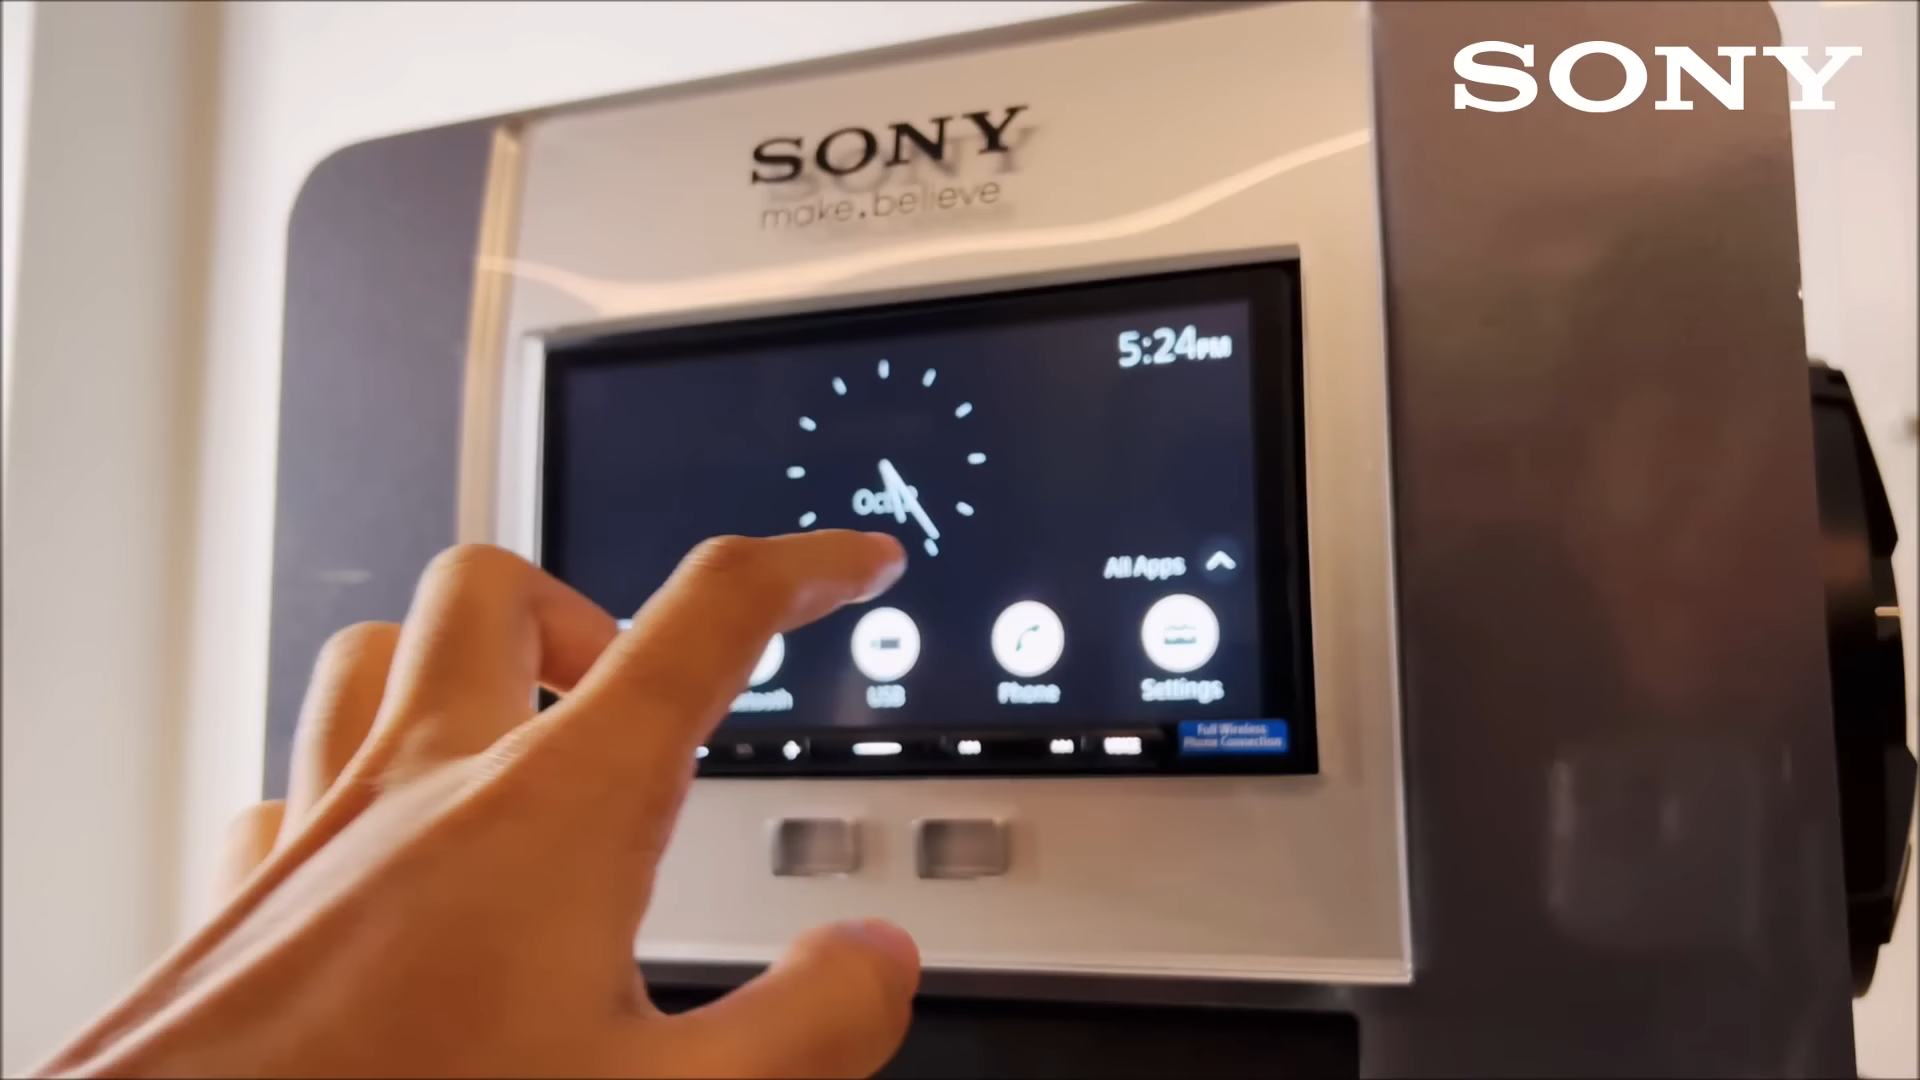 SONY
SONY
make.believe
5:24PM
All Apps
USB
Phone
Settings
Full Wireless
Phone Connection